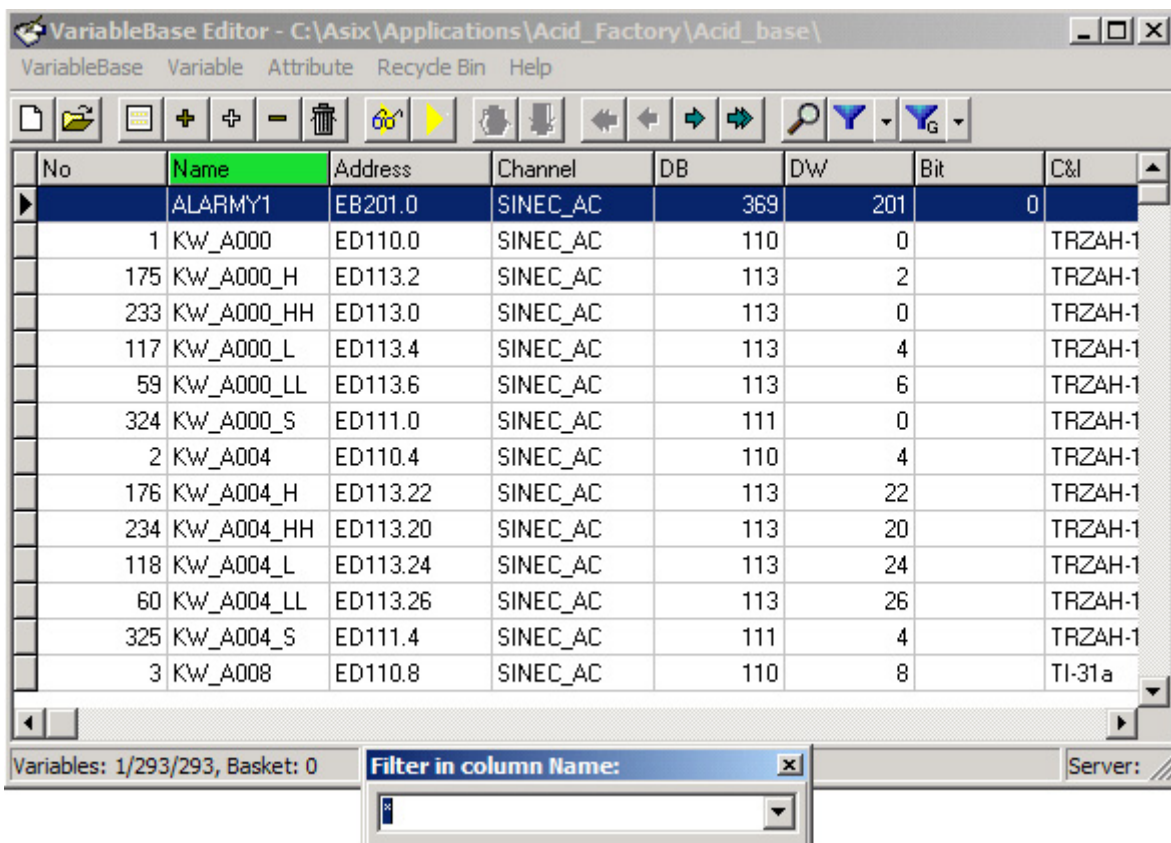 VariableBase Editor - C:\Asix\Applications\Acid_Factory\Acid_base\
VariableBase Variable Attribute Recycle Bin Help
G
No Name Address Channel DB DW Bit C&I
ALARMY1 EB201.0 SINEC_AC 369 201 0
1 KW_A000 ED110.0 SINEC_AC 110 0 TRZAH-1
175 KW_A000_H ED113.2 SINEC_AC 113 2 TRZAH-1
233 KW_A000_HH ED113.0 SINEC_AC 113 0 TRZAH-1
117 KW_A000_L ED113.4 SINEC_AC 113 4 TRZAH-1
59 KW_A000_LL ED113.6 SINEC_AC 113 6 TRZAH-1
324 KW_A000_S ED111.0 SINEC_AC 111 0 TRZAH-1
2 KW_A004 ED110.4 SINEC_AC 110 4 TRZAH-1
176 KW_A004_H ED113.22 SINEC_AC 113 22 TRZAH-1
234 KW_A004_HH ED113.20 SINEC_AC 113 20 TRZAH-1
118 KW_A004_L ED113.24 SINEC_AC 113 24 TRZAH-1
60 KW_A004_LL ED113.26 SINEC_AC 113 26 TRZAH-1
325 KW_A004_S ED111.4 SINEC_AC 111 4 TRZAH-1
3 KW_A008 ED110.8 SINEC_AC 110 8 TI-31a
Variables: 1/293/293, Basket: 0 Server:
Filter in column Name:
*